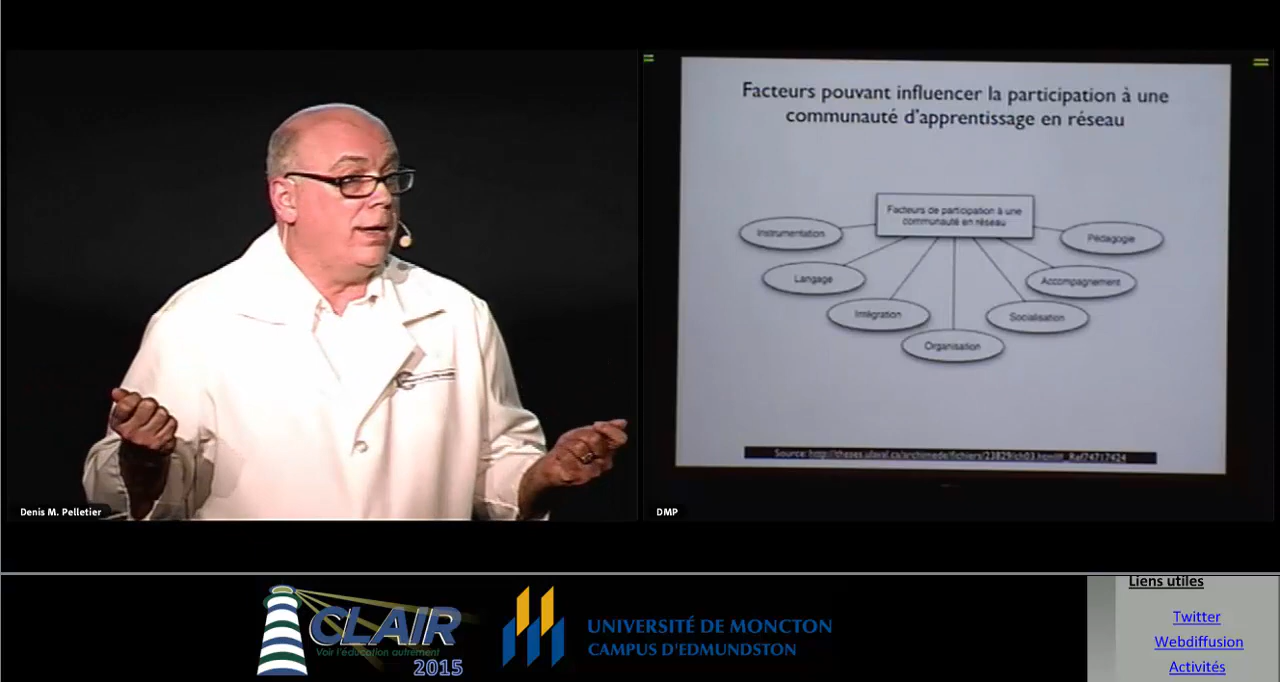 Facteurs pouvant influencer la participation à une
communauté d'apprentissage en réseau
Facteurs de participation à une
communauté en réseau
Instrumentation
Pédagogie
Langage
Accompagnement
Intégration
Socialisation
Organisation
Denis M. Pelletier
DMP
CLAIR
Voir l'éducation autrement
2015
UNIVERSITÉ DE MONCTON
CAMPUS D'EDMUNDSTON
Liens utiles
Twitter
Webdiffusion
Activités